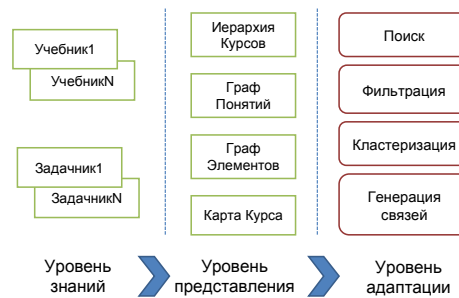 Учебник1
УчебникN
Задачник1
ЗадачникN
Иерархия
Курсов
Граф
Понятий
Граф
Элементов
Карта Курса
Поиск
Фильтрация
Кластеризация
Генерация
связей
Уровень
знаний
Уровень
представления
Уровень
адаптации